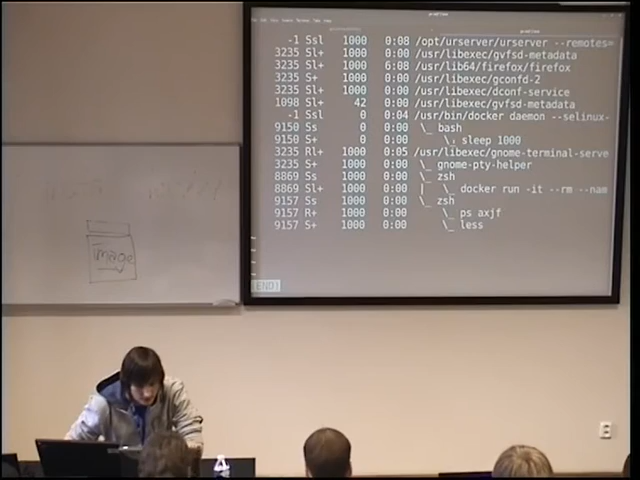 -1 Ssl 1000 0:08 /opt/urserver/urserver --remotes=
3235 Sl+ 1000 0:00 /usr/libexec/gvfsd-metadata
3235 Sl+ 1000 6:08 /usr/lib64/firefox/firefox
3235 S+ 1000 0:00 /usr/libexec/gconfd-2
3235 Sl+ 1000 0:00 /usr/libexec/dconf-service
1098 Sl+ 42 0:00 /usr/libexec/gvfsd-metadata
-1 Ssl 0 0:04 /usr/bin/docker daemon --selinux-
9150 Ss 0 0:00 \_ bash
9150 S+ 0 0:00 \_ sleep 1000
3235 Rl+ 1000 0:05 /usr/libexec/gnome-terminal-serve
3235 S+ 1000 0:00 \_ gnome-pty-helper
8869 Ss 1000 0:00 \_ zsh
8869 Sl+ 1000 0:00 | \_ docker run -it --rm --nam
9157 Ss 1000 0:00 \_ zsh
9157 R+ 1000 0:00 \_ ps axjf
9157 S+ 1000 0:00 \_ less
(END)
image